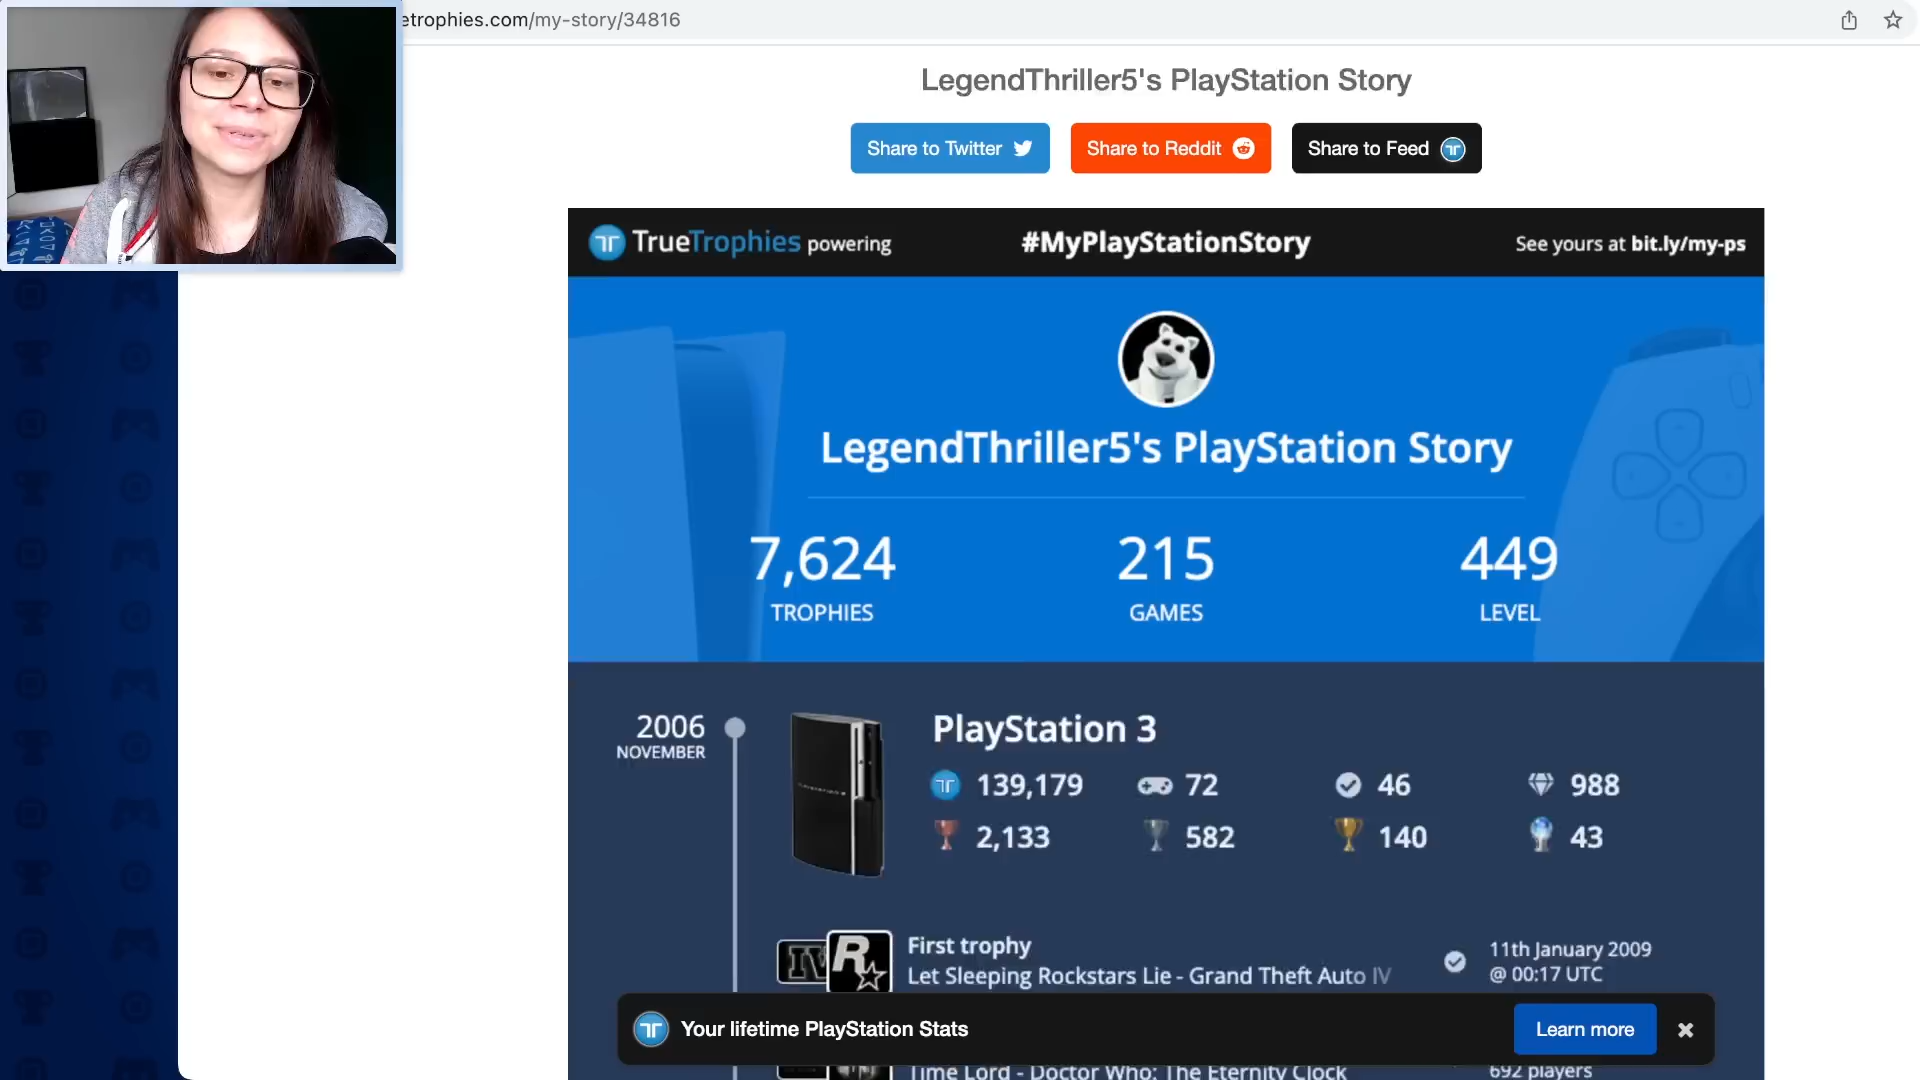 etrophies.com/my-story/34816
LegendThriller5's PlayStation Story
Share to Twitter
Share to Reddit
Share to Feed
TrueTrophies powering
#MyPlayStationStory
See yours at bit.ly/my-ps
LegendThriller5's PlayStation Story
7,624
TROPHIES
215
GAMES
449
LEVEL
2006
NOVEMBER
PlayStation 3
139,179
72
46
988
2,133
582
140
43
IV
R
First trophy
Let Sleeping Rockstars Lie - Grand Theft Auto IV
11th January 2009
@ 00:17 UTC
Your lifetime PlayStation Stats
Learn more
Time Lord - Doctor Who: The Eternity Clock
692 players